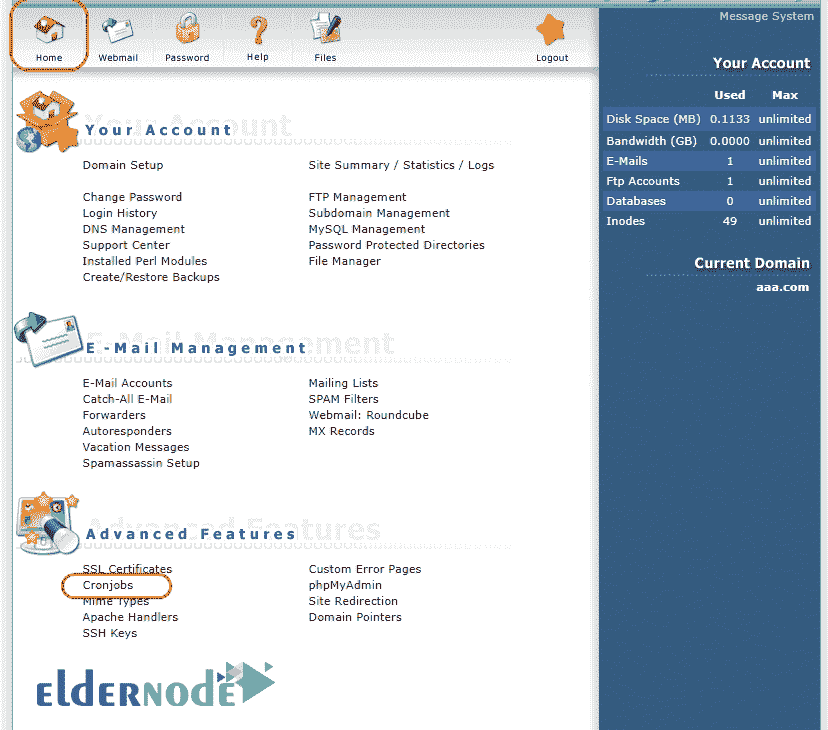 Message System
Home Webmail Password Help Files Logout
Your Account
Domain Setup Site Summary / Statistics / Logs
Change Password FTP Management
Login History Subdomain Management
DNS Management MySQL Management
Support Center Password Protected Directories
Installed Perl Modules File Manager
Create/Restore Backups
E-Mail Management
E-Mail Accounts Mailing Lists
Catch-All E-Mail SPAM Filters
Forwarders Webmail: Roundcube
Autoresponders MX Records
Vacation Messages
Spamassassin Setup
Advanced Features
SSL Certificates Custom Error Pages
Cronjobs phpMyAdmin
Mime Types Site Redirection
Apache Handlers Domain Pointers
SSH Keys
eldernode
Your Account
Used Max
Disk Space (MB) 0.1133 unlimited
Bandwidth (GB) 0.0000 unlimited
E-Mails 1 unlimited
Ftp Accounts 1 unlimited
Databases 0 unlimited
Inodes 49 unlimited
Current Domain
aaa.com